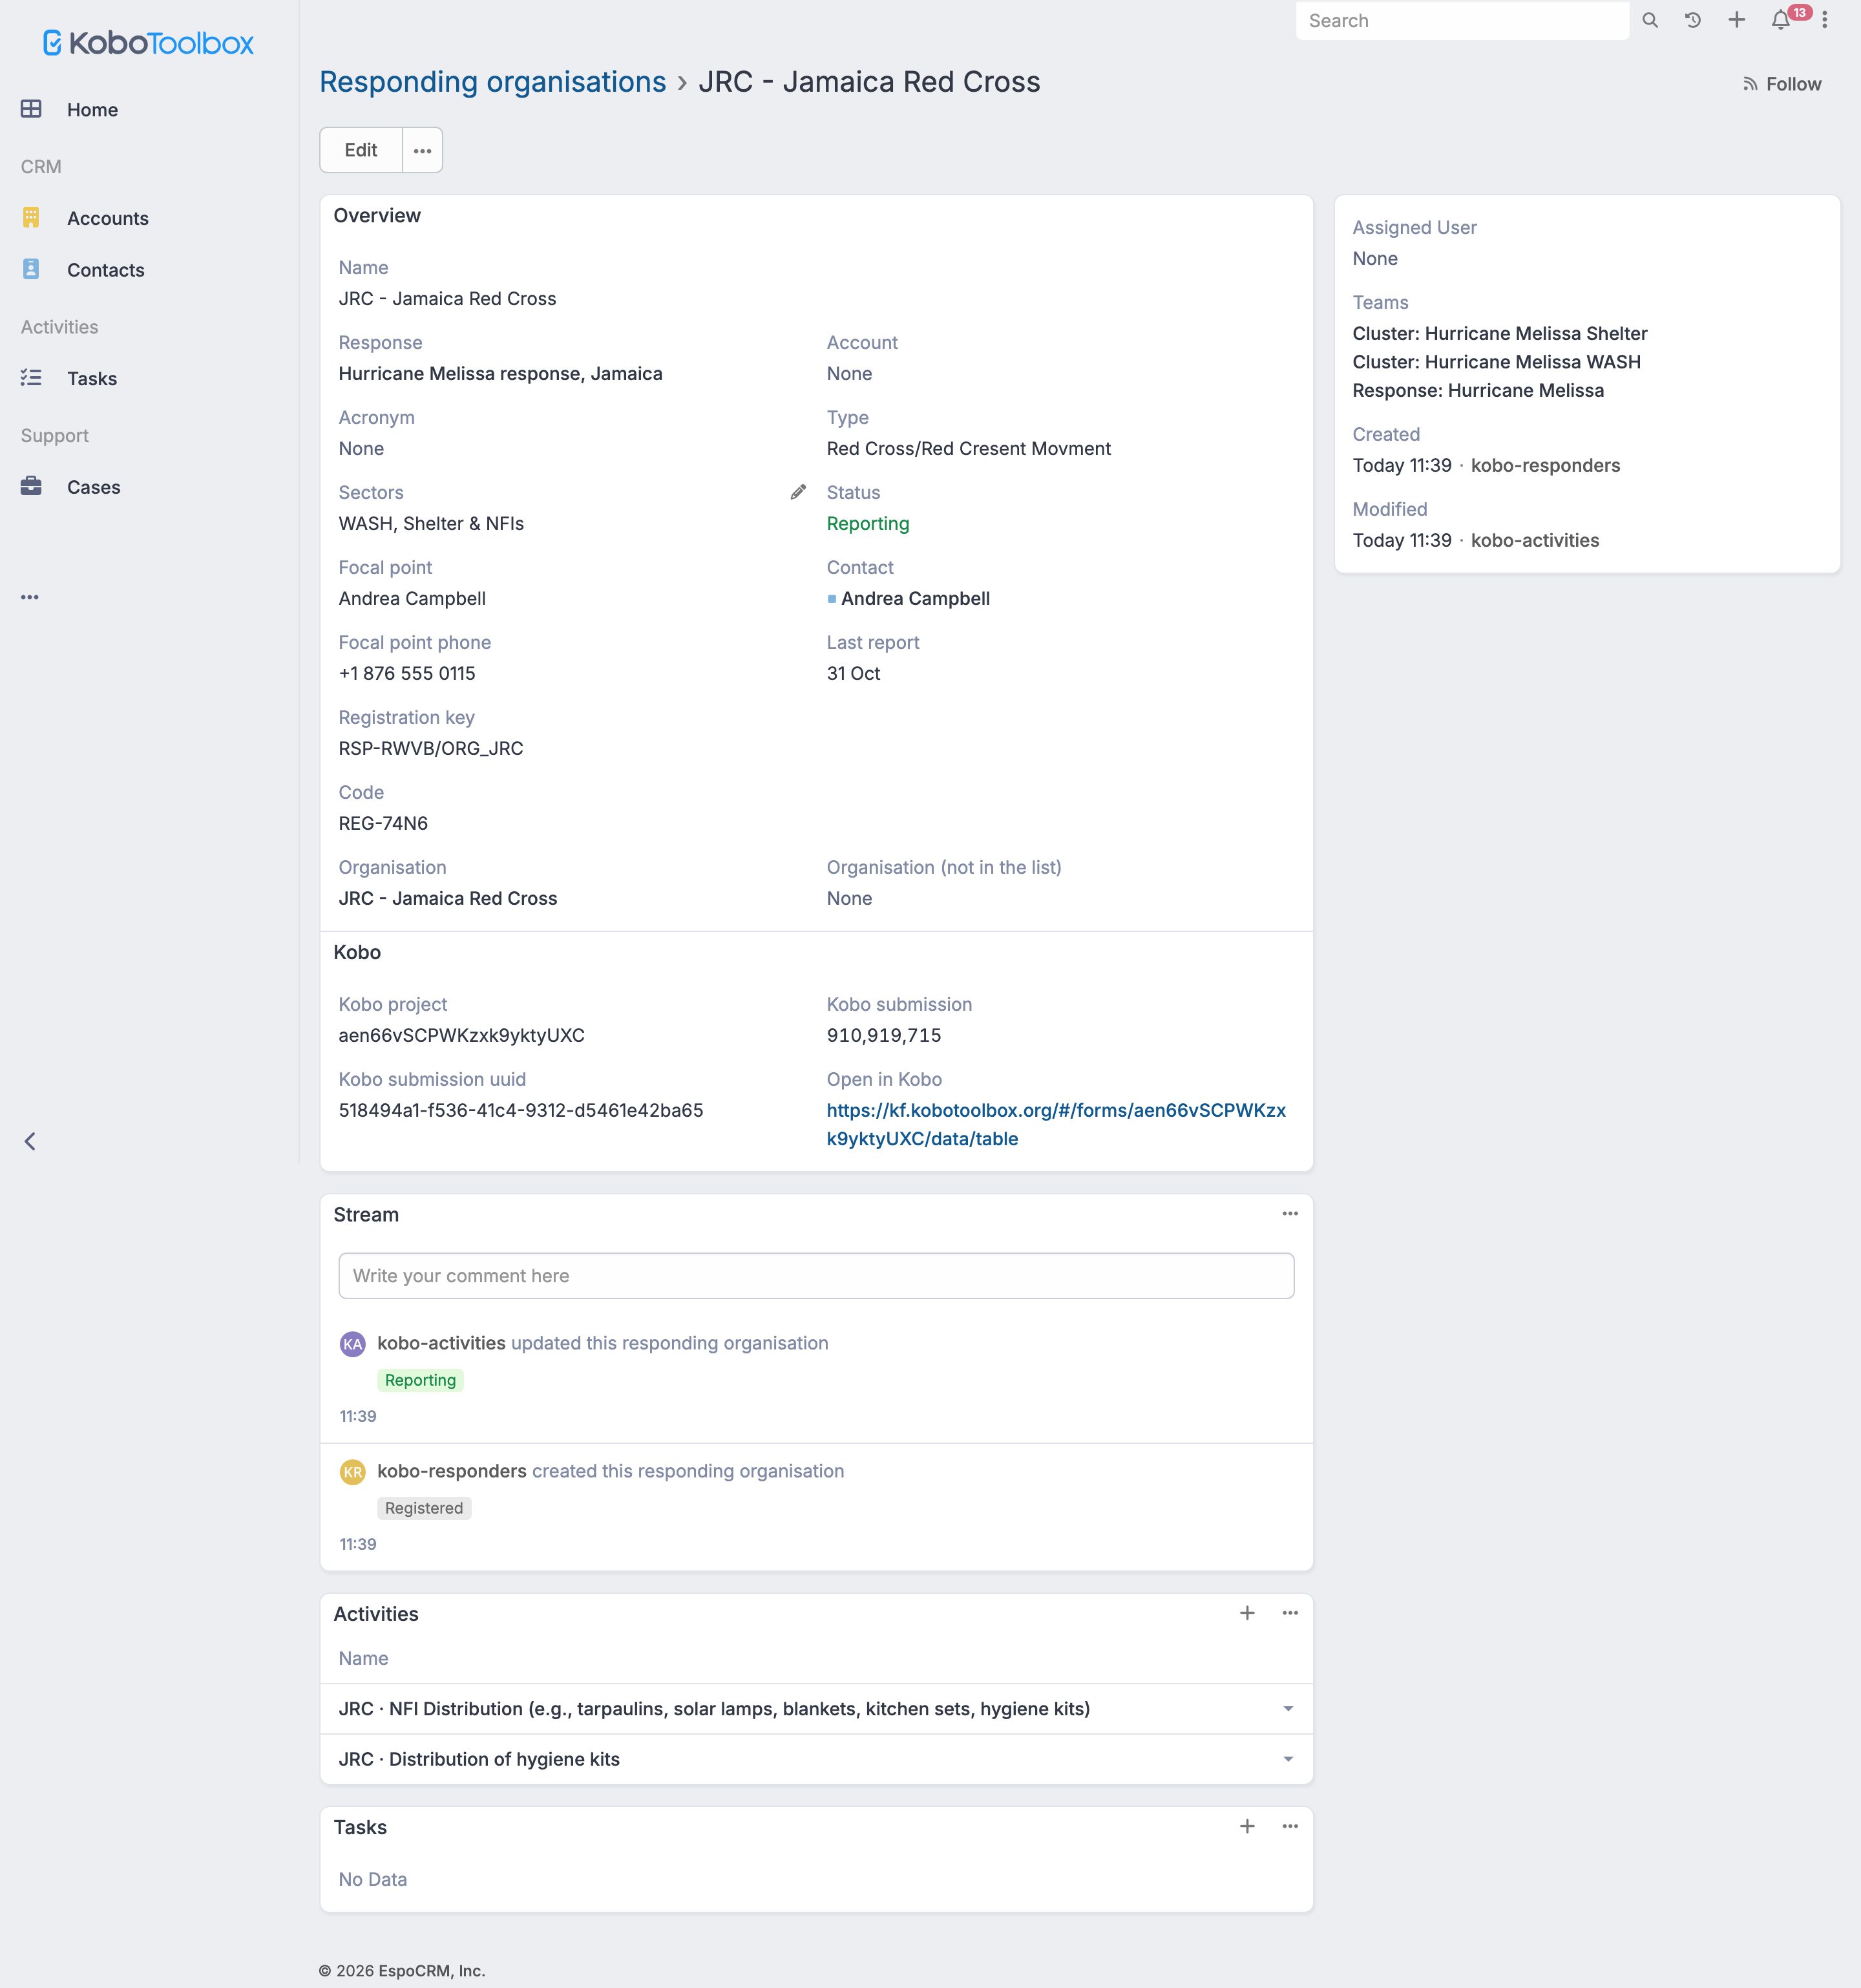 KoboToolbox
Search
13
Home
CRM
Accounts
Contacts
Activities
Tasks
Support
Cases
Responding organisations › JRC - Jamaica Red Cross
Follow
Edit
Overview
Name
JRC - Jamaica Red Cross
Response
Hurricane Melissa response, Jamaica
Account
None
Acronym
None
Type
Red Cross/Red Cresent Movment
Sectors
WASH, Shelter & NFIs
Status
Reporting
Focal point
Andrea Campbell
Contact
Andrea Campbell
Focal point phone
+1 876 555 0115
Last report
31 Oct
Registration key
RSP-RWVB/ORG_JRC
Code
REG-74N6
Organisation
JRC - Jamaica Red Cross
Organisation (not in the list)
None
Kobo
Kobo project
aen66vSCPWKzxk9yktyUXC
Kobo submission
910,919,715
Kobo submission uuid
518494a1-f536-41c4-9312-d5461e42ba65
Open in Kobo
https://kf.kobotoolbox.org/#/forms/aen66vSCPWKzx
k9yktyUXC/data/table
Assigned User
None
Teams
Cluster: Hurricane Melissa Shelter
Cluster: Hurricane Melissa WASH
Response: Hurricane Melissa
Created
Today 11:39 · kobo-responders
Modified
Today 11:39 · kobo-activities
Stream
Write your comment here
KA kobo-activities updated this responding organisation
Reporting
11:39
KR kobo-responders created this responding organisation
Registered
11:39
Activities
Name
JRC · NFI Distribution (e.g., tarpaulins, solar lamps, blankets, kitchen sets, hygiene kits)
JRC · Distribution of hygiene kits
Tasks
No Data
© 2026 EspoCRM, Inc.